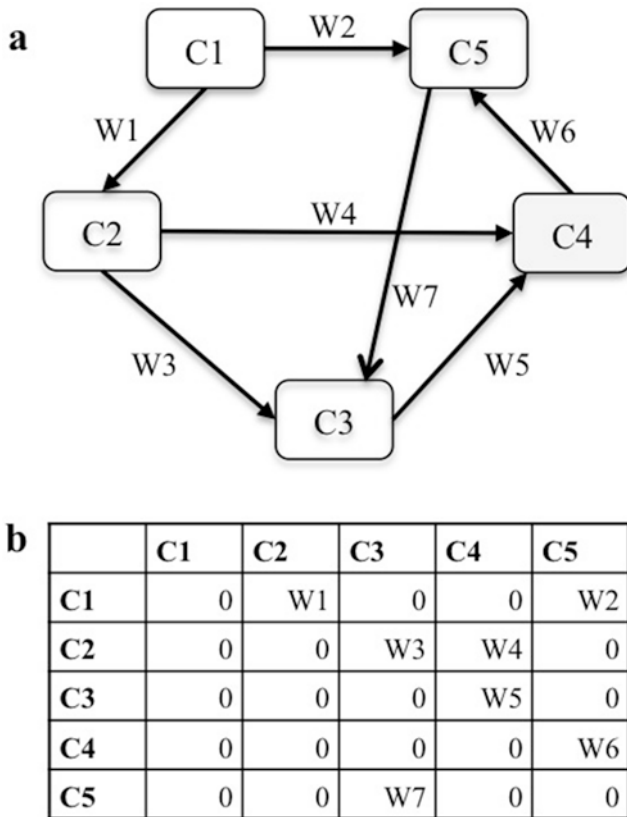 a
C1 W2 C5
W1 W6
C2 W4 C4
W7
W3 W5
C3
b
C1 C2 C3 C4 C5
C1 0 W1 0 0 W2
C2 0 0 W3 W4 0
C3 0 0 0 W5 0
C4 0 0 0 0 W6
C5 0 0 W7 0 0